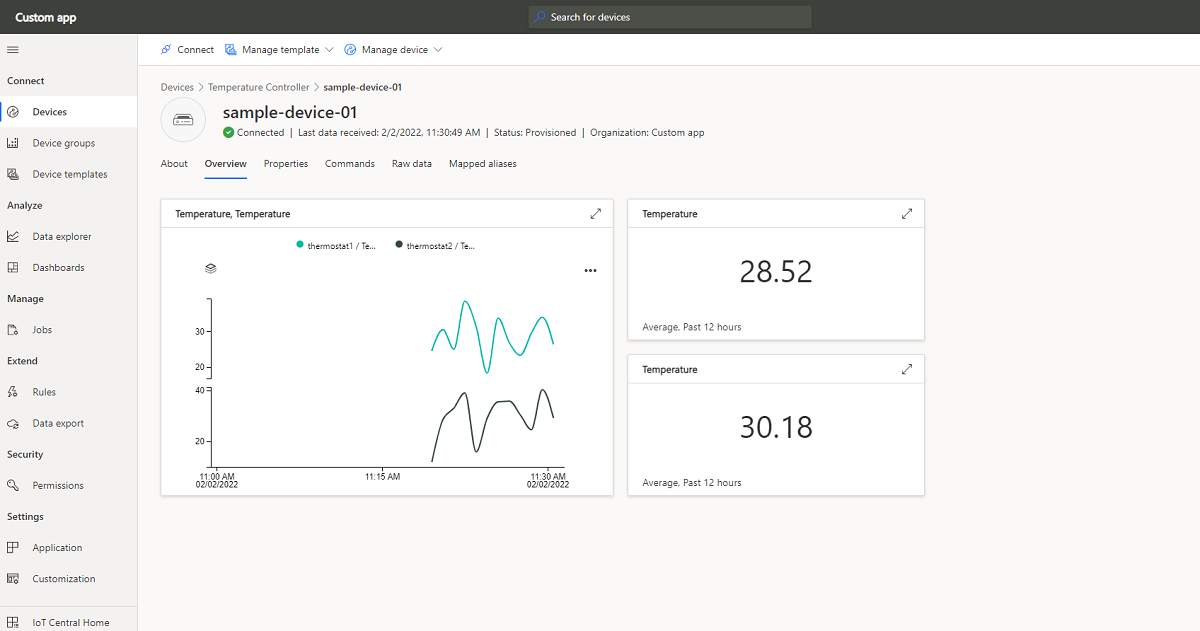 Custom app
Search for devices
Connect
Devices
Device groups
Device templates
Analyze
Data explorer
Dashboards
Manage
Jobs
Extend
Rules
Data export
Security
Permissions
Settings
Application
Customization
IoT Central Home
Connect Manage template Manage device
Devices > Temperature Controller > sample-device-01
sample-device-01
Connected | Last data received: 2/2/2022, 11:30:49 AM | Status: Provisioned | Organization: Custom app
About Overview Properties Commands Raw data Mapped aliases
Temperature, Temperature
thermostat1 / Te... thermostat2 / Te...
30
20
40
20
11:00 AM 11:15 AM 11:30 AM
02/02/2022 02/02/2022
Temperature
28.52
Average, Past 12 hours
Temperature
30.18
Average, Past 12 hours